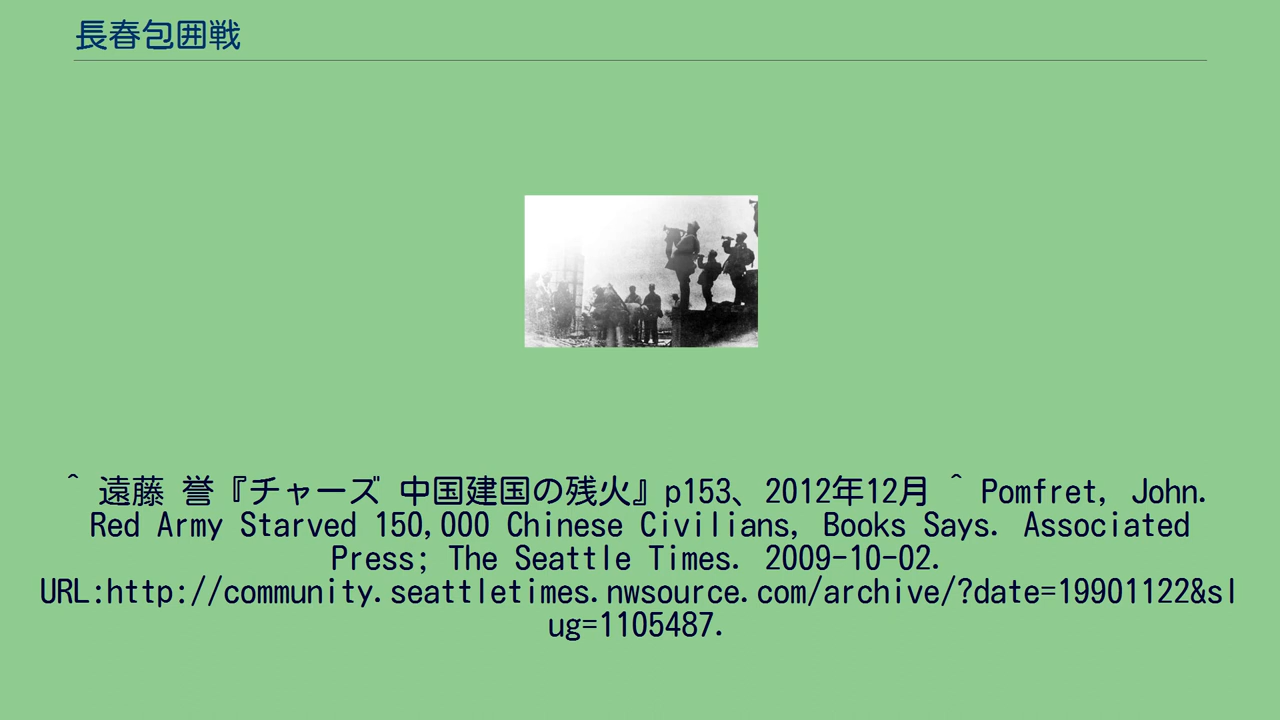 長春包囲戦
^ 遠藤 誉『チャーズ 中国建国の残火』p153、2012年12月 ^ Pomfret, John.
Red Army Starved 150,000 Chinese Civilians, Books Says. Associated
Press; The Seattle Times. 2009-10-02.
URL:http://community.seattletimes.nwsource.com/archive/?date=19901122&sl
ug=1105487.